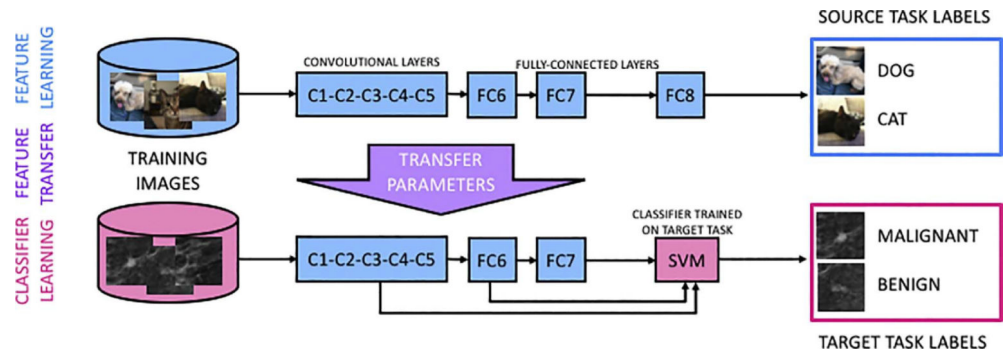 SOURCE TASK LABELS
FEATURE
LEARNING
CONVOLUTIONAL LAYERS
FULLY-CONNECTED LAYERS
DOG
C1-C2-C3-C4-C5
FC6
FC7
FC8
CAT
FEATURE
TRANSFER
TRAINING
IMAGES
TRANSFER
PARAMETERS
CLASSIFIER
LEARNING
CLASSIFIER TRAINED
ON TARGET TASK
MALIGNANT
C1-C2-C3-C4-C5
FC6
FC7
SVM
BENIGN
TARGET TASK LABELS